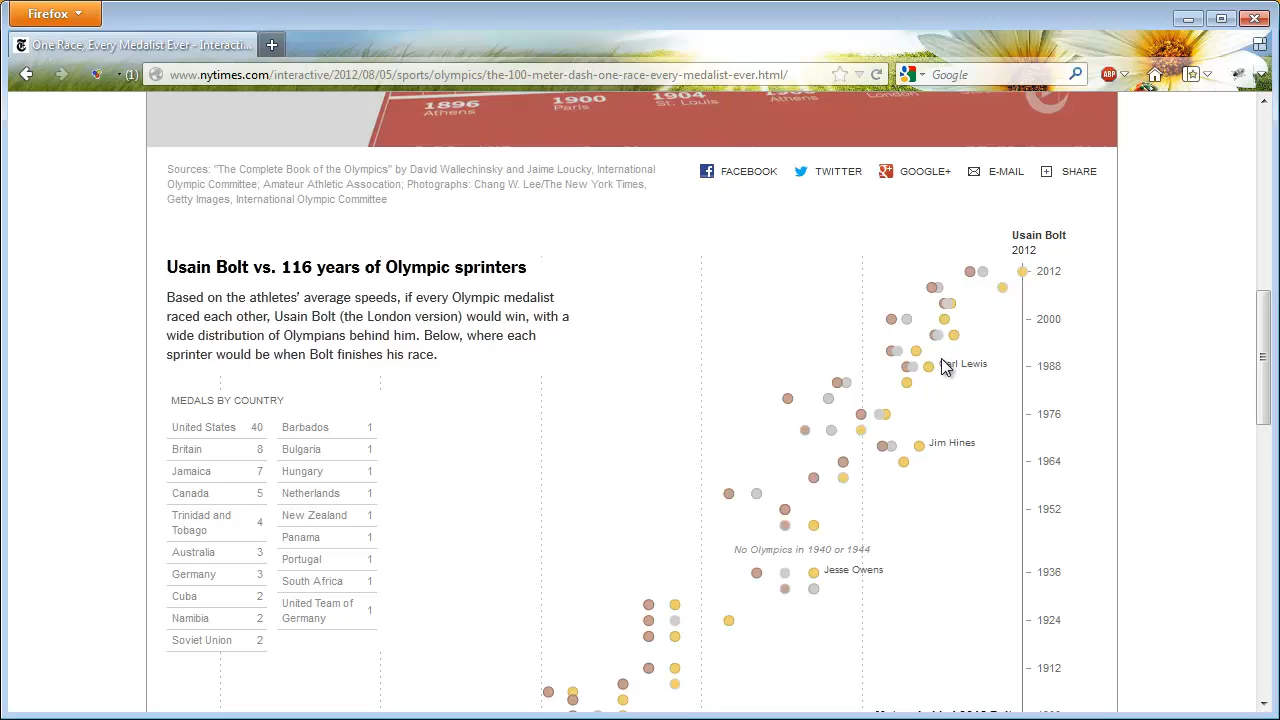 Firefox
One Race, Every Medalist Ever - Interacti...
(1)
www.nytimes.com/interactive/2012/08/05/sports/olympics/the-100-meter-dash-one-race-every-medalist-ever.html/
Google
ABP
1896
Athens
1900
Paris
1904
St. Louis
Athens
London
Sources: "The Complete Book of the Olympics" by David Wallechinsky and Jaime Loucky, International
Olympic Committee; Amateur Athletic Assocation; Photographs: Chang W. Lee/The New York Times,
Getty Images, International Olympic Committee
FACEBOOK
TWITTER
GOOGLE+
E-MAIL
SHARE
Usain Bolt
2012
Usain Bolt vs. 116 years of Olympic sprinters
Based on the athletes' average speeds, if every Olympic medalist
raced each other, Usain Bolt (the London version) would win, with a
wide distribution of Olympians behind him. Below, where each
sprinter would be when Bolt finishes his race.
MEDALS BY COUNTRY
United States 40
Britain 8
Jamaica 7
Canada 5
Trinidad and
Tobago 4
Australia 3
Germany 3
Cuba 2
Namibia 2
Soviet Union 2
Barbados 1
Bulgaria 1
Hungary 1
Netherlands 1
New Zealand 1
Panama 1
Portugal 1
South Africa 1
United Team of
Germany 1
2012
2000
Carl Lewis
1988
1976
Jim Hines
1964
1952
No Olympics in 1940 or 1944
Jesse Owens
1936
1924
1912